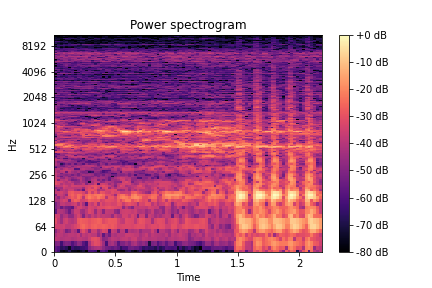 Power spectrogram
8192
4096
2048
1024
512
256
128
64
0
Hz
0
0.5
1
1.5
2
Time
+0 dB
-10 dB
-20 dB
-30 dB
-40 dB
-50 dB
-60 dB
-70 dB
-80 dB